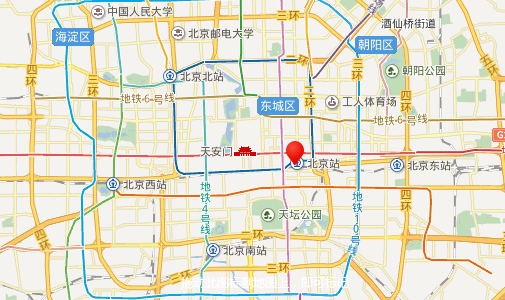 中国人民大学
三环
酒仙桥街道
海淀区
北京邮电大学
朝阳区
四环
三环
四环
北京北站
朝阳公园
二环
地铁-6-号线
东城区
工人体育场
地铁-6-号线
天安门
北京站
北京东站
北京西站
地铁4号线
地铁10号线
四环
天坛公园
二环
四环
北京南站
三环
三环